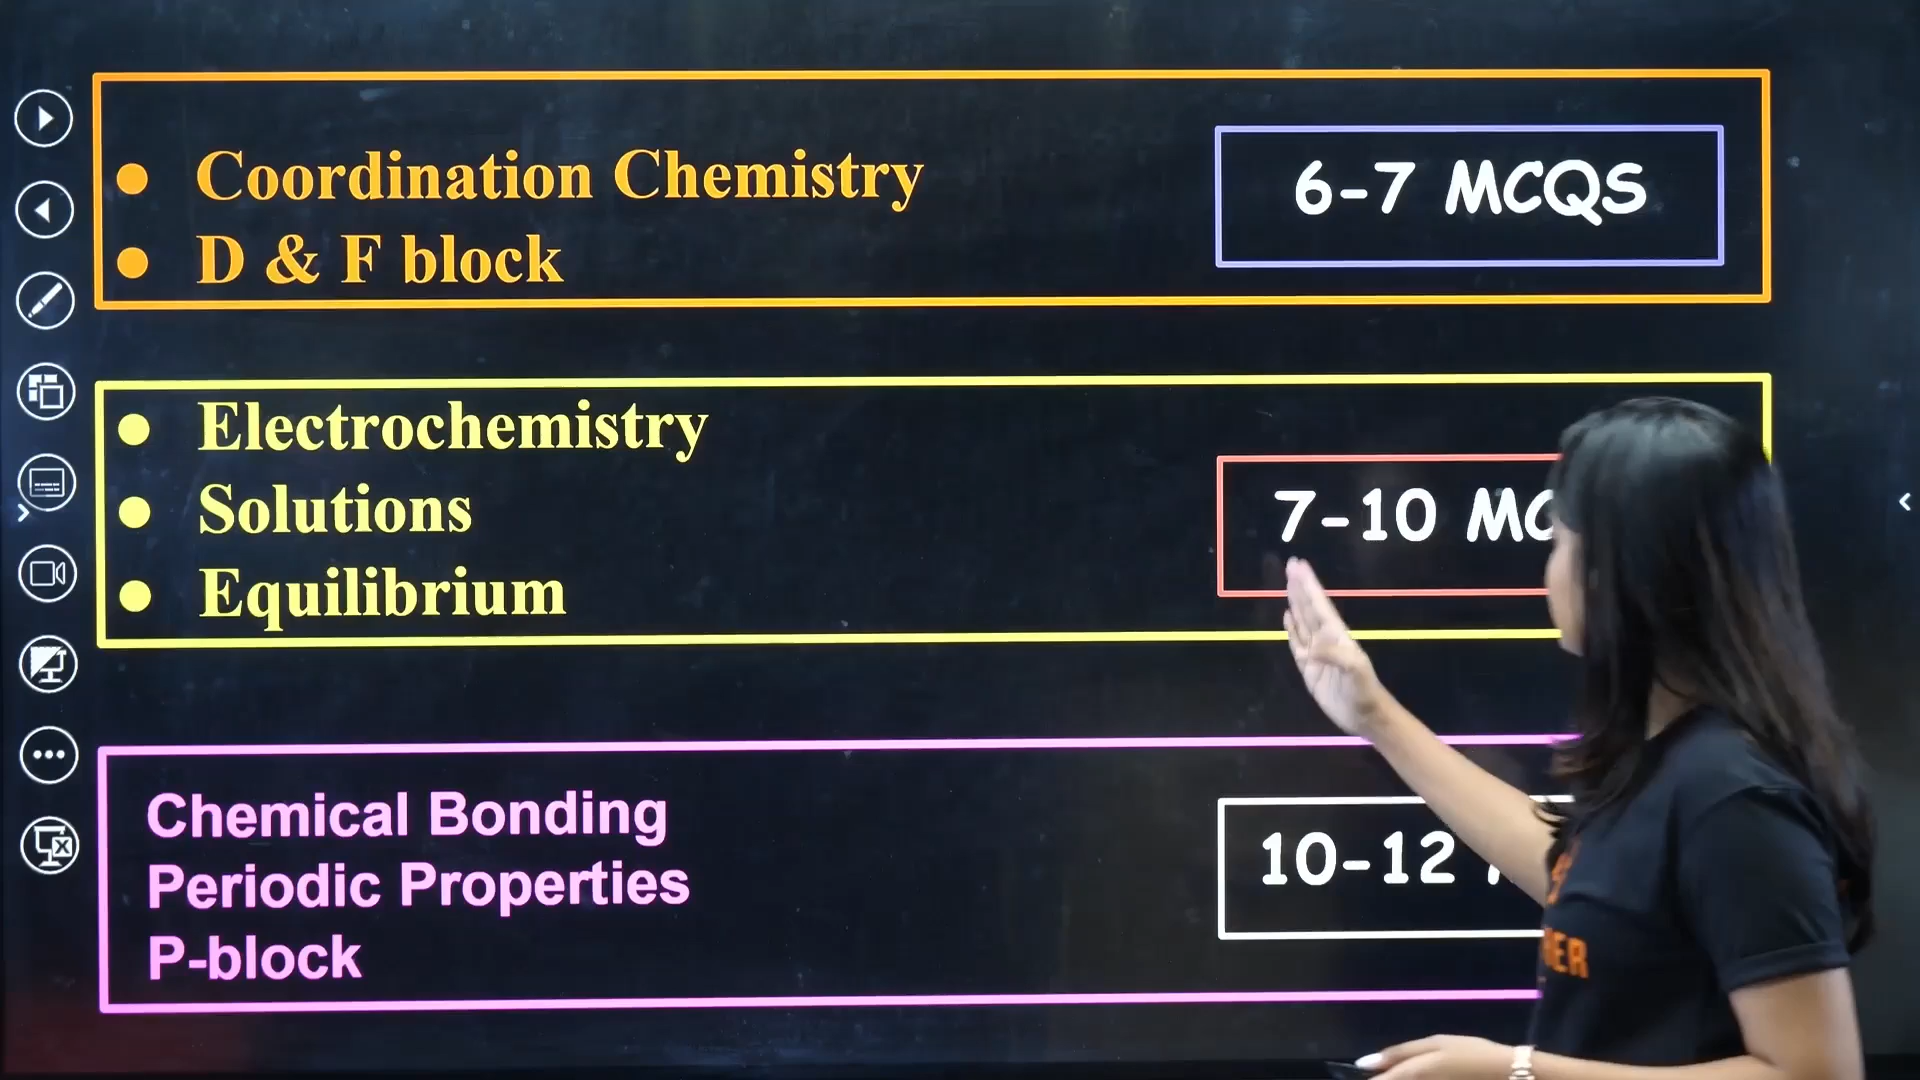 Coordination Chemistry
D & F block
6-7 MCQS
Electrochemistry
Solutions
Equilibrium
7-10
Chemical Bonding
Periodic Properties
P-block
10-12